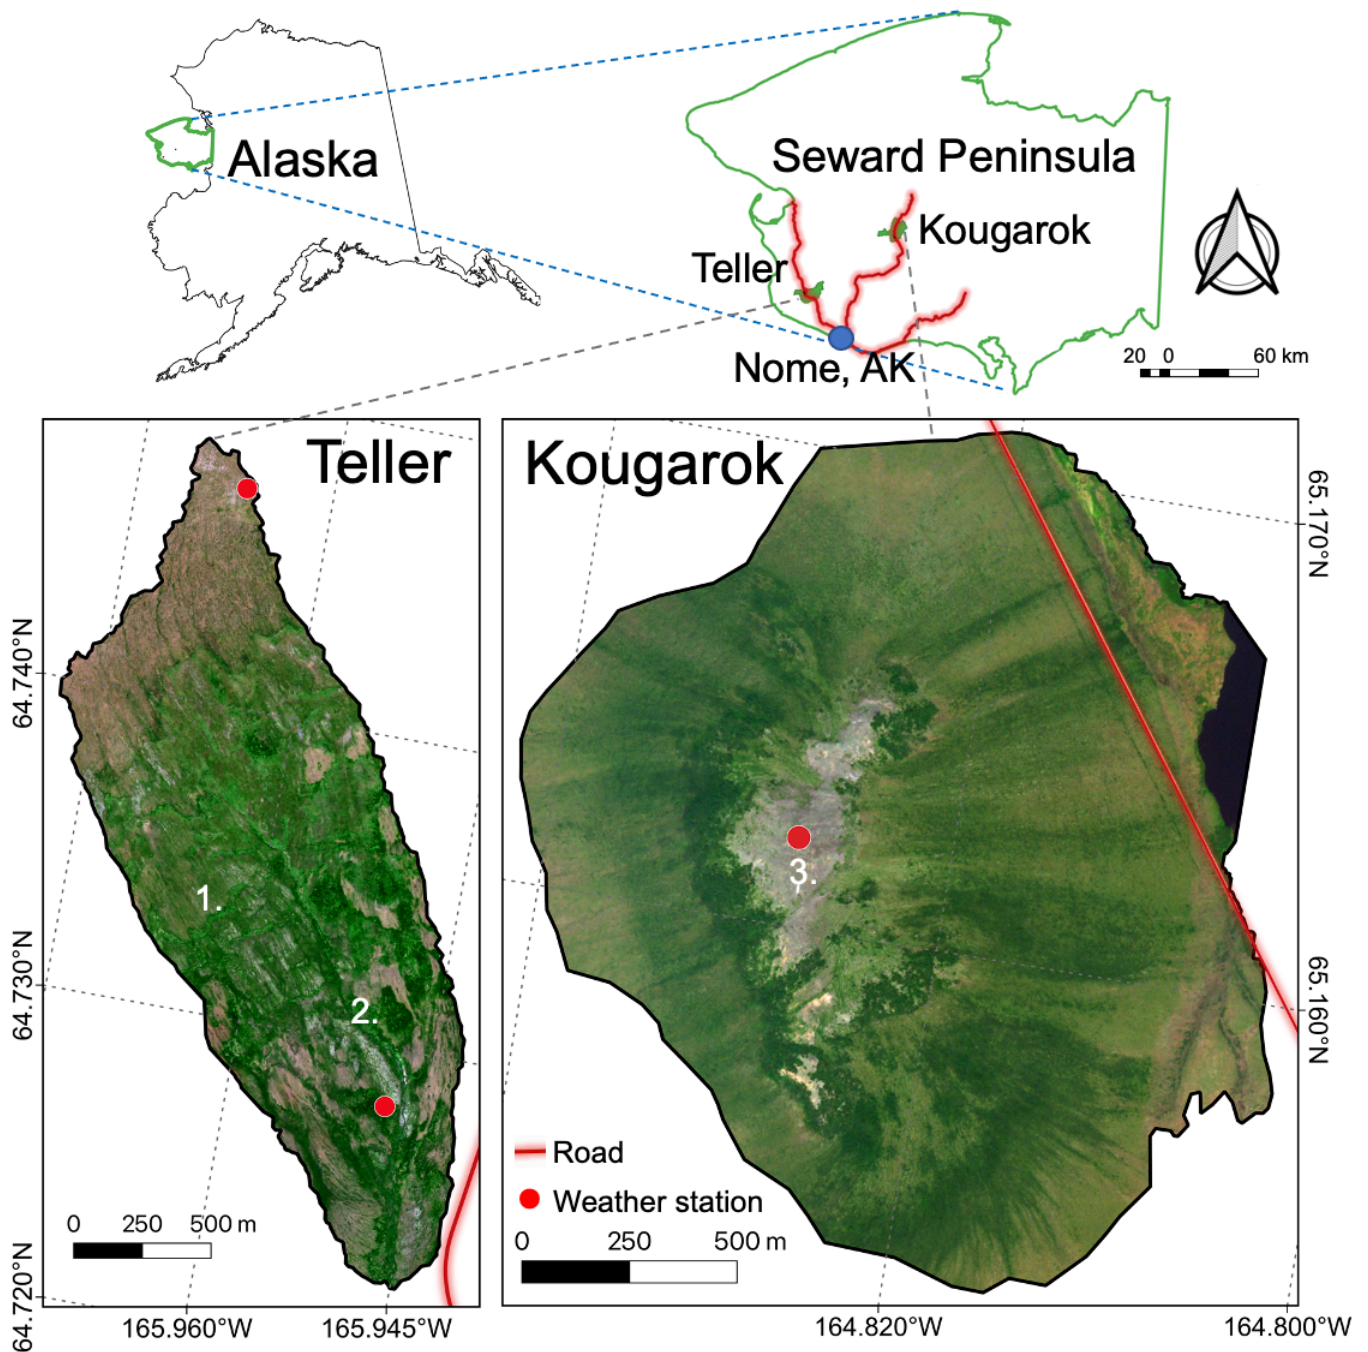 Alaska
Seward Peninsula
Kougarok
Teller
Nome, AK
20 0 60 km
Teller
Kougarok
65.170°N
64.740°N
1.
3.
64.730°N
2.
65.160°N
Road
Weather station
0 250 500 m
0 250 500 m
64.720°N
165.960°W 165.945°W
164.820°W 164.800°W